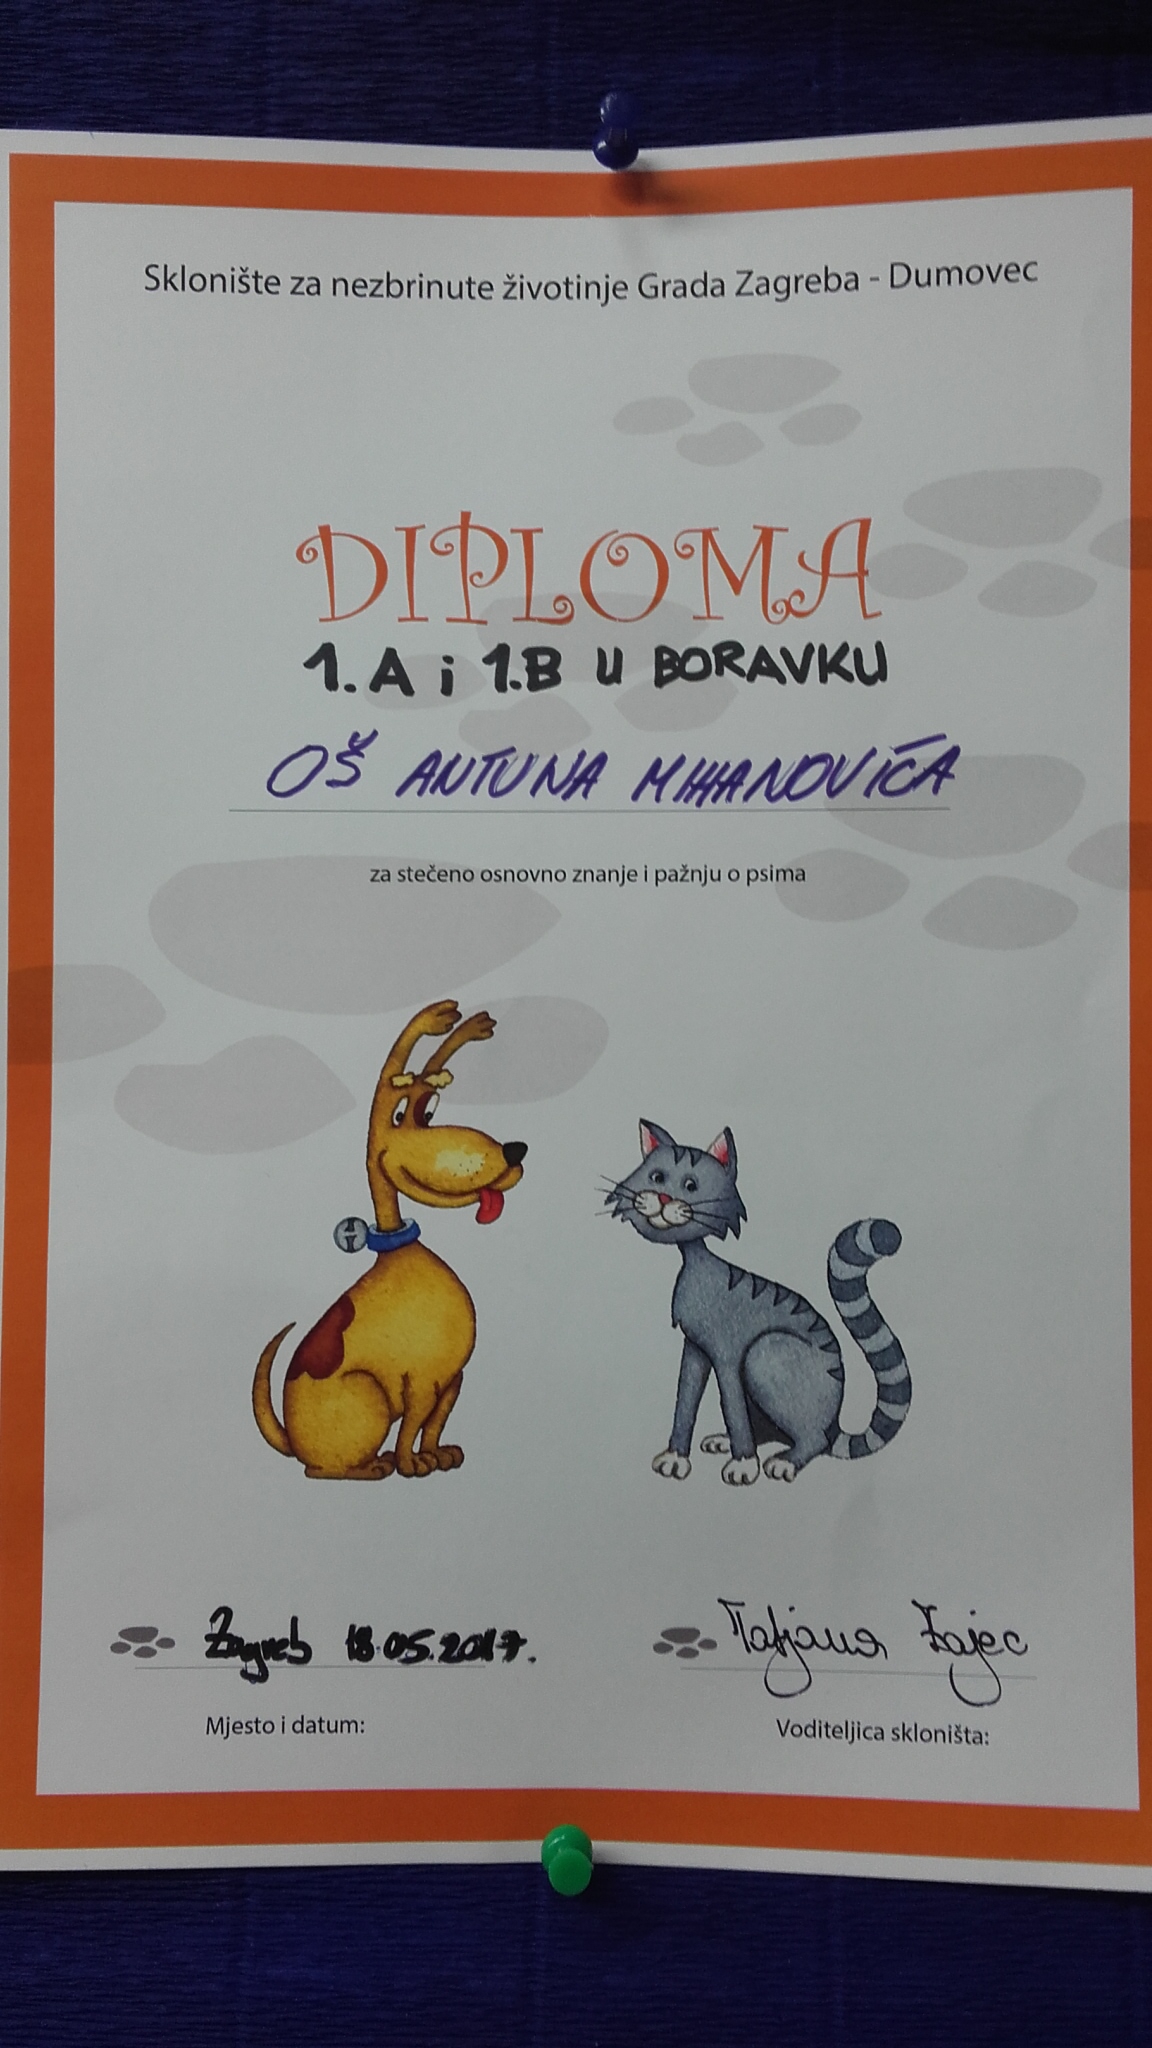 Sklonište za nezbrinute životinje Grada Zagreba - Dumovec
DIPLOMA
1. A i 1.B U BORAVKU
OŠ ANTUNA MIHANOVIĆA
za stečeno osnovno znanje i pažnju o psima
Zagreb 18.05.2017.
Tatjana Zajec
Mjesto i datum:
Voditeljica skloništa: